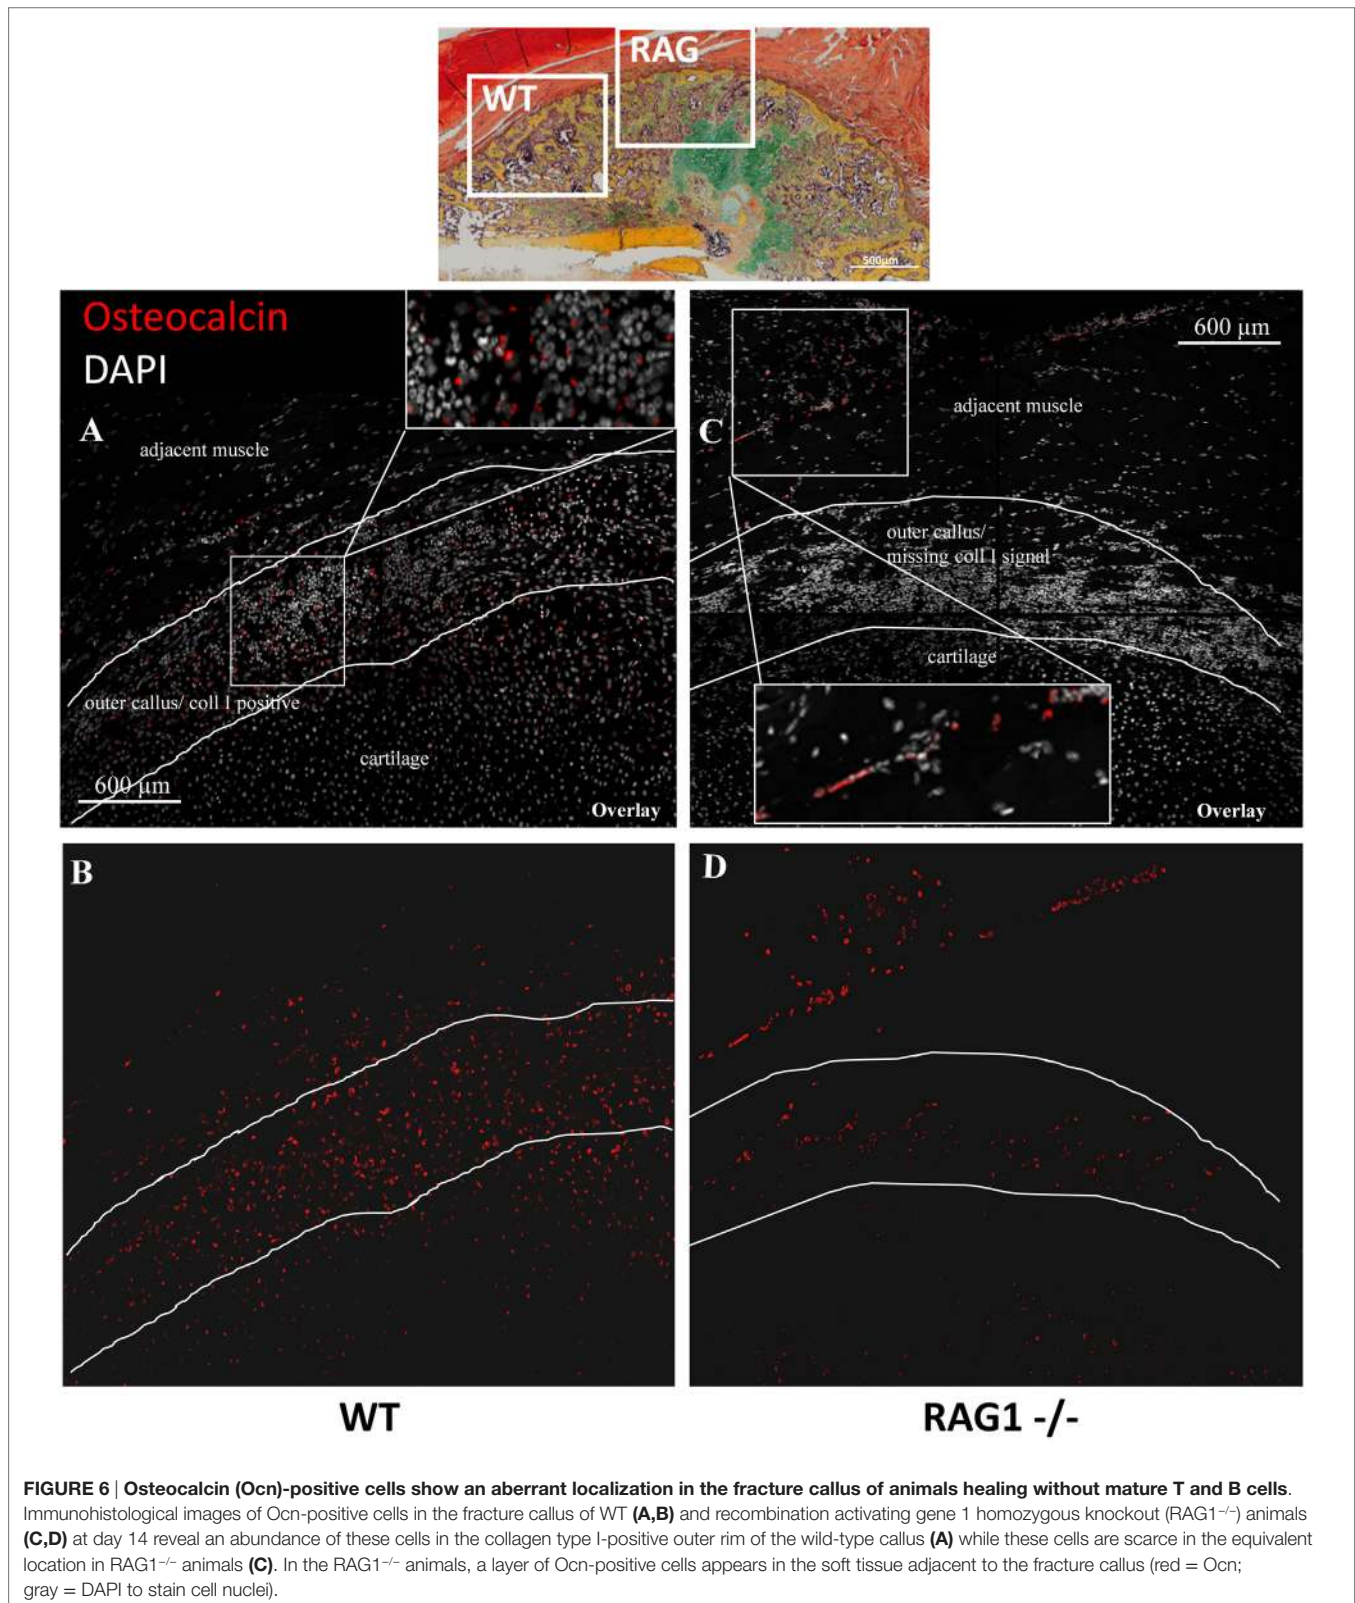 RAG
WT
500µm
Osteocalcin
DAPI
A
adjacent muscle
outer callus/ coll I positive
cartilage
600 µm
Overlay
600 µm
C
adjacent muscle
outer callus/
missing coll I signal
cartilage
Overlay
B
D
WT
RAG1 -/-
FIGURE 6 | Osteocalcin (Ocn)-positive cells show an aberrant localization in the fracture callus of animals healing without mature T and B cells.
Immunohistological images of Ocn-positive cells in the fracture callus of WT (A,B) and recombination activating gene 1 homozygous knockout (RAG1−/−) animals
(C,D) at day 14 reveal an abundance of these cells in the collagen type I-positive outer rim of the wild-type callus (A) while these cells are scarce in the equivalent
location in RAG1−/− animals (C). In the RAG1−/− animals, a layer of Ocn-positive cells appears in the soft tissue adjacent to the fracture callus (red = Ocn;
gray = DAPI to stain cell nuclei).